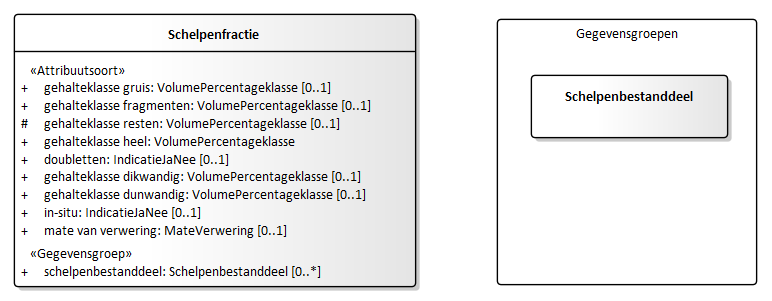 Schelpenfractie
«Attribuutsoort»
+ gehalteklasse gruis: VolumePercentageklasse [0..1]
+ gehalteklasse fragmenten: VolumePercentageklasse [0..1]
# gehalteklasse resten: VolumePercentageklasse [0..1]
+ gehalteklasse heel: VolumePercentageklasse
+ doubletten: IndicatieJaNee [0..1]
+ gehalteklasse dikwandig: VolumePercentageklasse [0..1]
+ gehalteklasse dunwandig: VolumePercentageklasse [0..1]
+ in-situ: IndicatieJaNee [0..1]
+ mate van verwering: MateVerwering [0..1]
«Gegevensgroep»
+ schelpenbestanddeel: Schelpenbestanddeel [0..*]
Gegevensgroepen
Schelpenbestanddeel